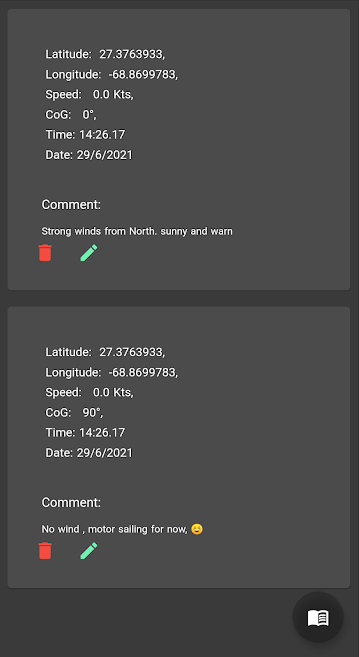 Latitude: 27.3763933,
Longitude: -68.8699783,
Speed: 0.0 Kts,
CoG: 0°,
Time: 14:26.17
Date: 29/6/2021
Comment:
Strong winds from North. sunny and warn
Latitude: 27.3763933,
Longitude: -68.8699783,
Speed: 0.0 Kts,
CoG: 90°,
Time: 14:26.17
Date: 29/6/2021
Comment:
No wind , motor sailing for now, 😄